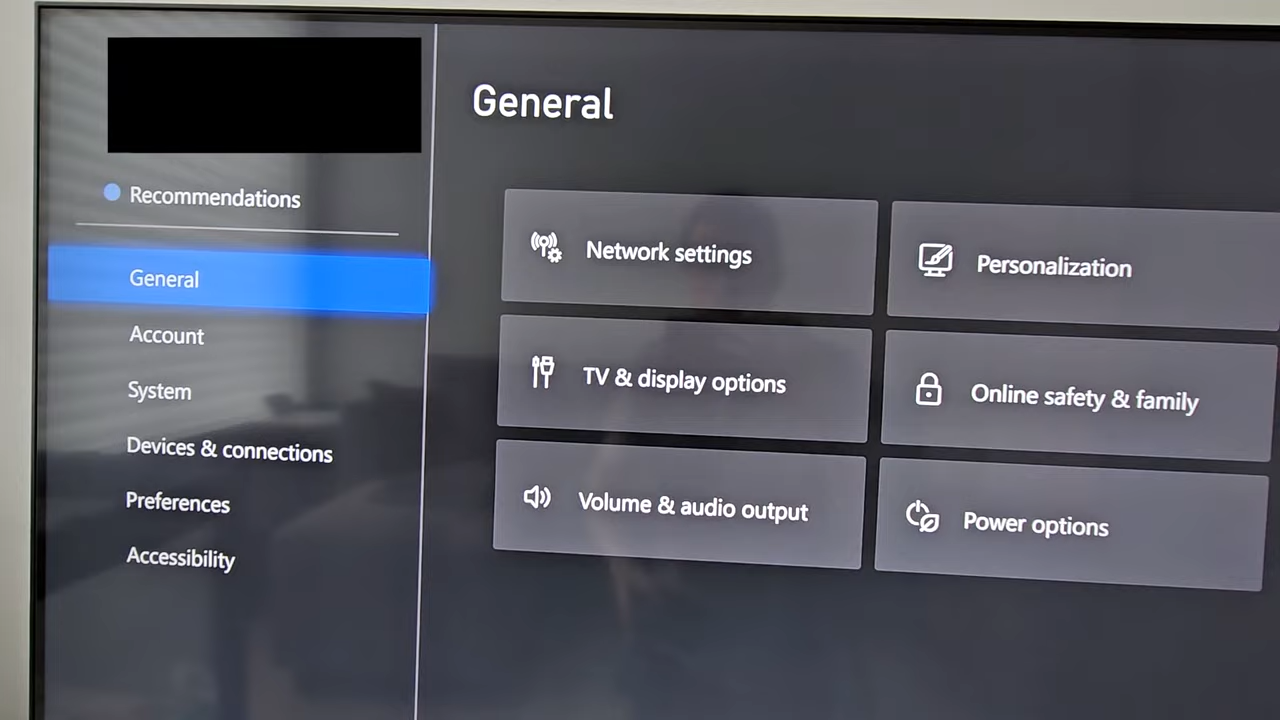 Recommendations
General
Account
System
Devices & connections
Preferences
Accessibility
General
Network settings
Personalization
TV & display options
Online safety & family
Volume & audio output
Power options